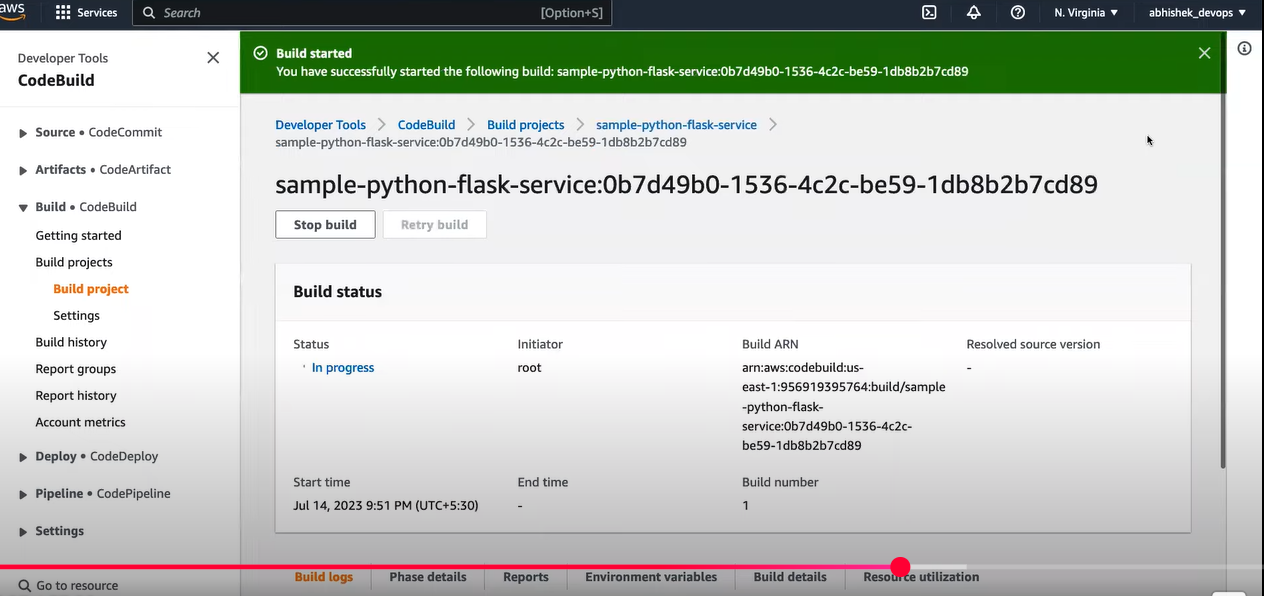 aws
Services
Search
[Option+S]
N. Virginia
abhishek_devops
Developer Tools
CodeBuild
Source • CodeCommit
Artifacts • CodeArtifact
Build • CodeBuild
Getting started
Build projects
Build project
Settings
Build history
Report groups
Report history
Account metrics
Deploy • CodeDeploy
Pipeline • CodePipeline
Settings
Go to resource
Build started
You have successfully started the following build: sample-python-flask-service:0b7d49b0-1536-4c2c-be59-1db8b2b7cd89
Developer Tools
CodeBuild
Build projects
sample-python-flask-service
sample-python-flask-service:0b7d49b0-1536-4c2c-be59-1db8b2b7cd89
sample-python-flask-service:0b7d49b0-1536-4c2c-be59-1db8b2b7cd89
Stop build
Retry build
Build status
Status
In progress
Initiator
root
Build ARN
arn:aws:codebuild:us-
east-1:956919395764:build/sample
-python-flask-
service:0b7d49b0-1536-4c2c-
be59-1db8b2b7cd89
Resolved source version
-
Start time
Jul 14, 2023 9:51 PM (UTC+5:30)
End time
-
Build number
1
Build logs
Phase details
Reports
Environment variables
Build details
Resource utilization